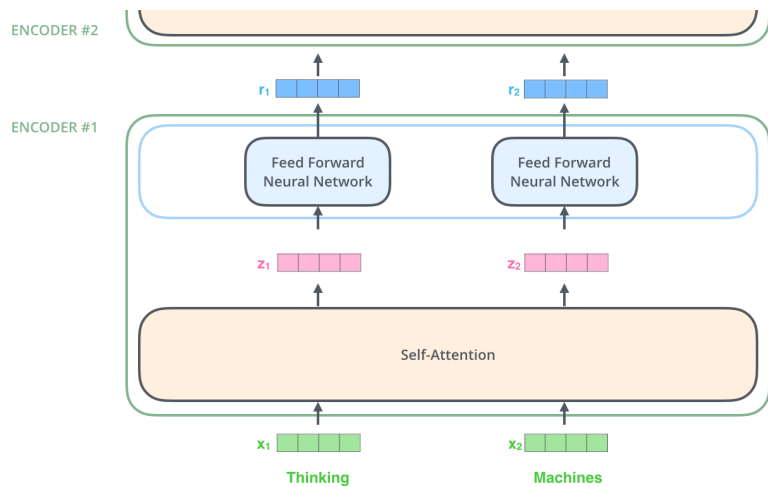 ENCODER #2
r₁
r₂
ENCODER #1
Feed Forward
Neural Network
Feed Forward
Neural Network
z₁
z₂
Self-Attention
x₁
x₂
Thinking
Machines